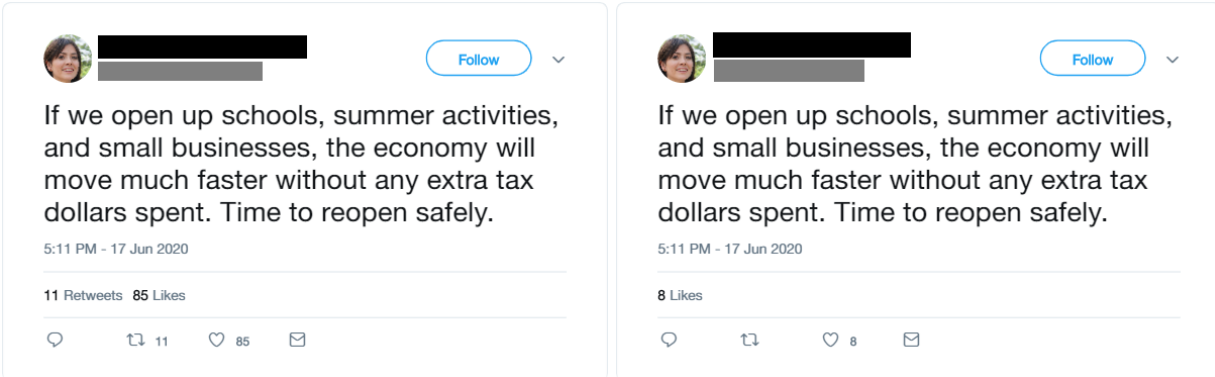 Follow
If we open up schools, summer activities,
and small businesses, the economy will
move much faster without any extra tax
dollars spent. Time to reopen safely.
5:11 PM - 17 Jun 2020
11 Retweets 85 Likes
11 85
Follow
If we open up schools, summer activities,
and small businesses, the economy will
move much faster without any extra tax
dollars spent. Time to reopen safely.
5:11 PM - 17 Jun 2020
8 Likes
8